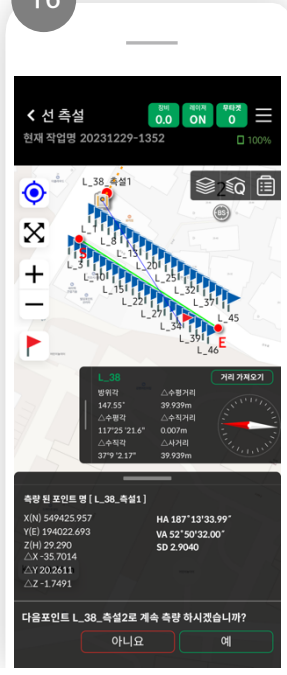 16
선 측설
장비
0.0
레이저
ON
무타겟
0
현재 작업명 20231229-1352
100%
L_38_측설1
2
BS
L_1
L_8
L_3
L_15
L_10
L_20
L_15
L_25
L_22
L_32
L_27
L_37
L_34
L_45
L_39
L_46
S
E
L_38
거리 가져오기
방위각
△수평거리
147.55˚
39.939m
△수평각
△수직거리
117˚25 '21.6"
0.007m
△수직각
△사거리
37˚9 '2.17"
39.939m
측량 된 포인트 명 [ L_38_측설1 ]
X(N) 549425.957
HA 187˚13'33.99"
Y(E) 194022.693
VA 52˚50'32.00"
Z(H) 29.290
SD 2.9040
△X -35.7014
△Y 20.2611
△Z -1.7491
다음포인트 L_38_측설2로 계속 측량 하시겠습니까?
아니요
예